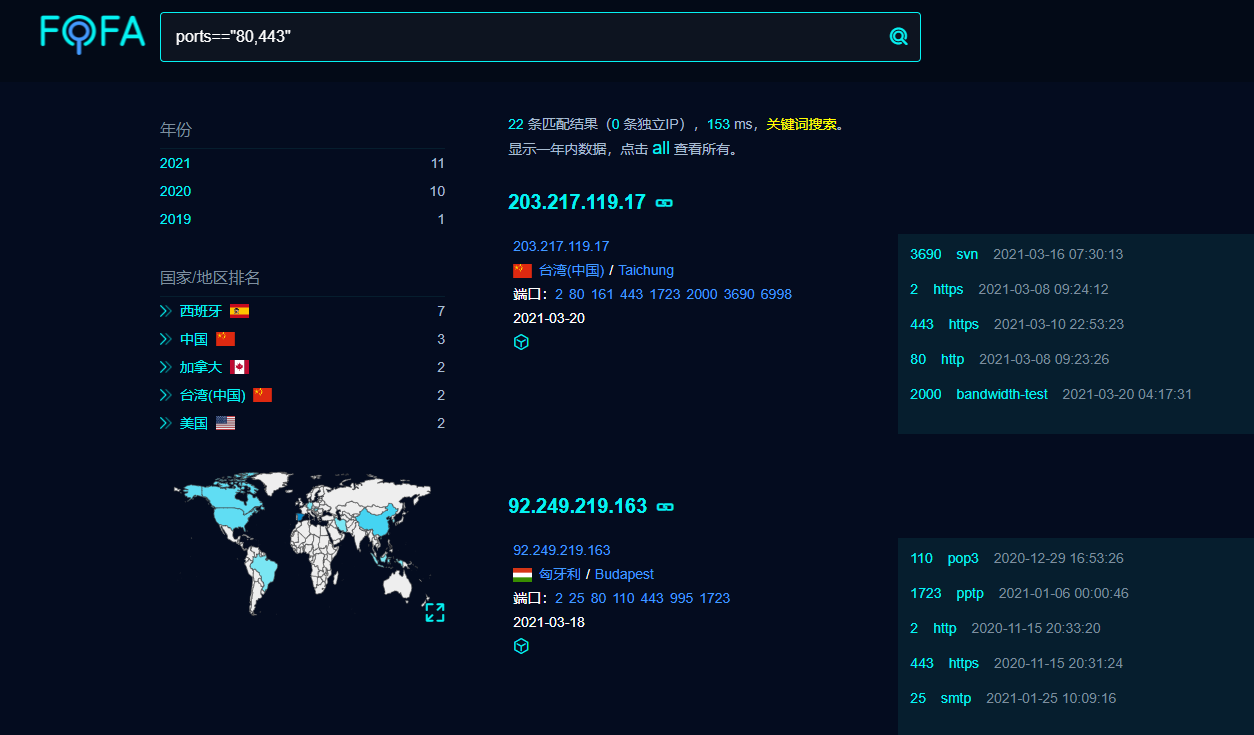 FOFA
ports=="80,443"
年份
2021 11
2020 10
2019 1
国家/地区排名
西班牙 7
中国 3
加拿大 2
台湾(中国) 2
美国 2
22 条匹配结果（0 条独立IP），153 ms，关键词搜索。
显示一年内数据，点击 all 查看所有。
203.217.119.17
203.217.119.17
台湾(中国) / Taichung
端口： 2 80 161 443 1723 2000 3690 6998
2021-03-20
3690 svn 2021-03-16 07:30:13
2 https 2021-03-08 09:24:12
443 https 2021-03-10 22:53:23
80 http 2021-03-08 09:23:26
2000 bandwidth-test 2021-03-20 04:17:31
92.249.219.163
92.249.219.163
匈牙利 / Budapest
端口： 2 25 80 110 443 995 1723
2021-03-18
110 pop3 2020-12-29 16:53:26
1723 pptp 2021-01-06 00:00:46
2 http 2020-11-15 20:33:20
443 https 2020-11-15 20:31:24
25 smtp 2021-01-25 10:09:16